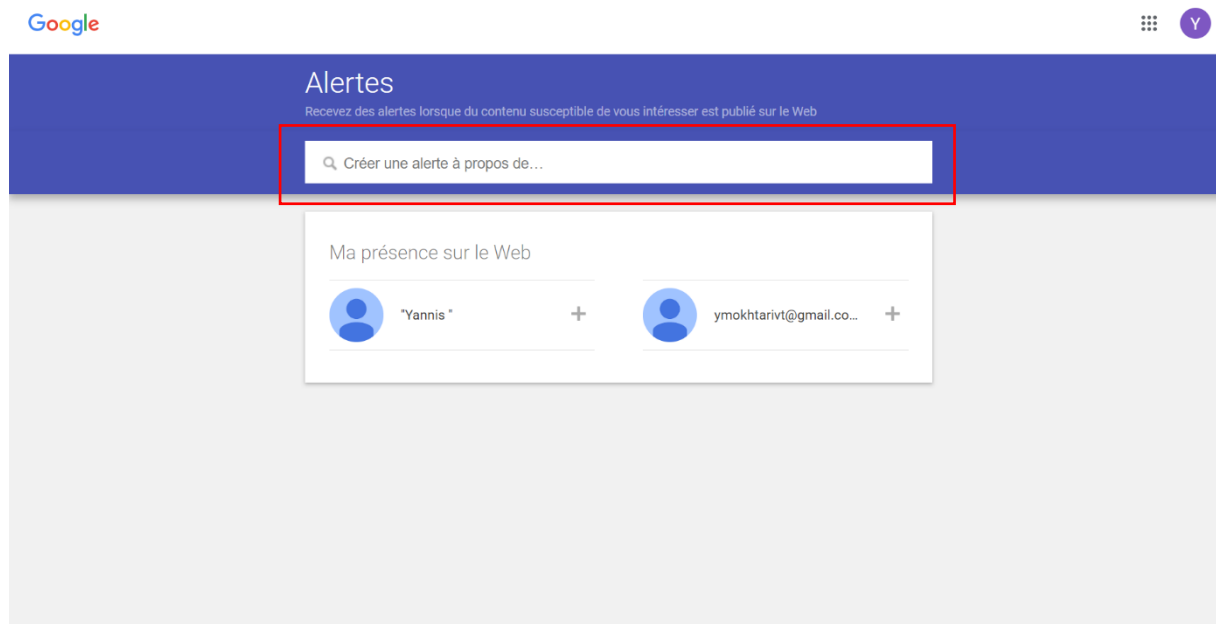 Google
Y
Alertes
Recevez des alertes lorsque du contenu susceptible de vous intéresser est publié sur le Web
Créer une alerte à propos de…
Ma présence sur le Web
"Yannis "
ymokhtarivt@gmail.co...